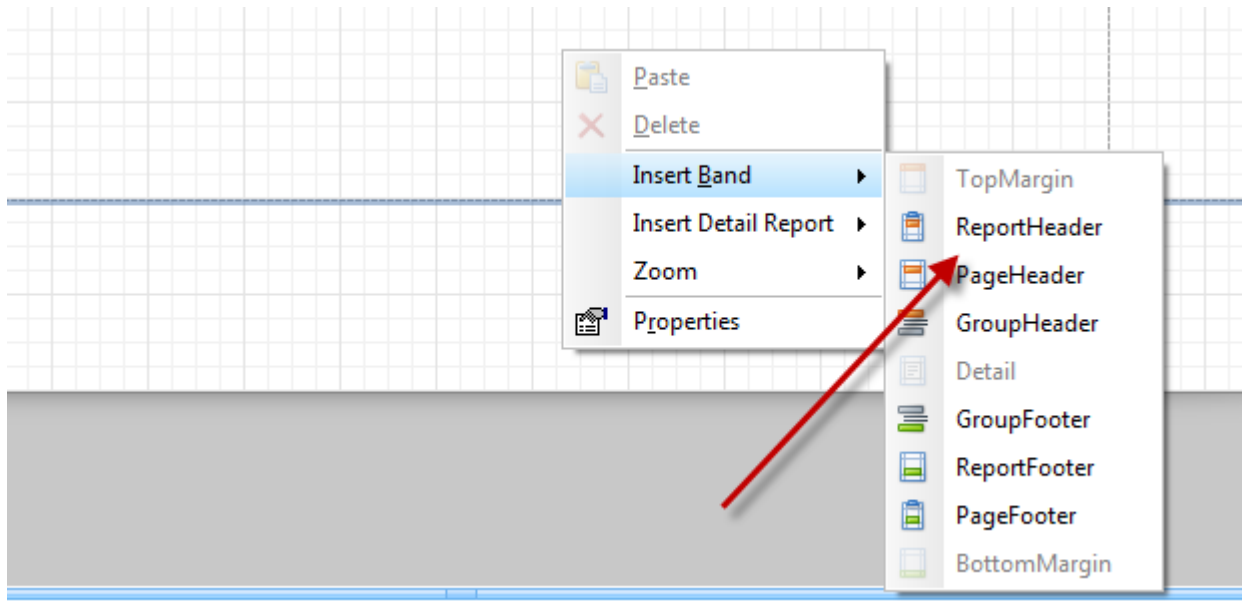 Paste
Delete
Insert Band
Insert Detail Report
Zoom
Properties
TopMargin
ReportHeader
PageHeader
GroupHeader
Detail
GroupFooter
ReportFooter
PageFooter
BottomMargin